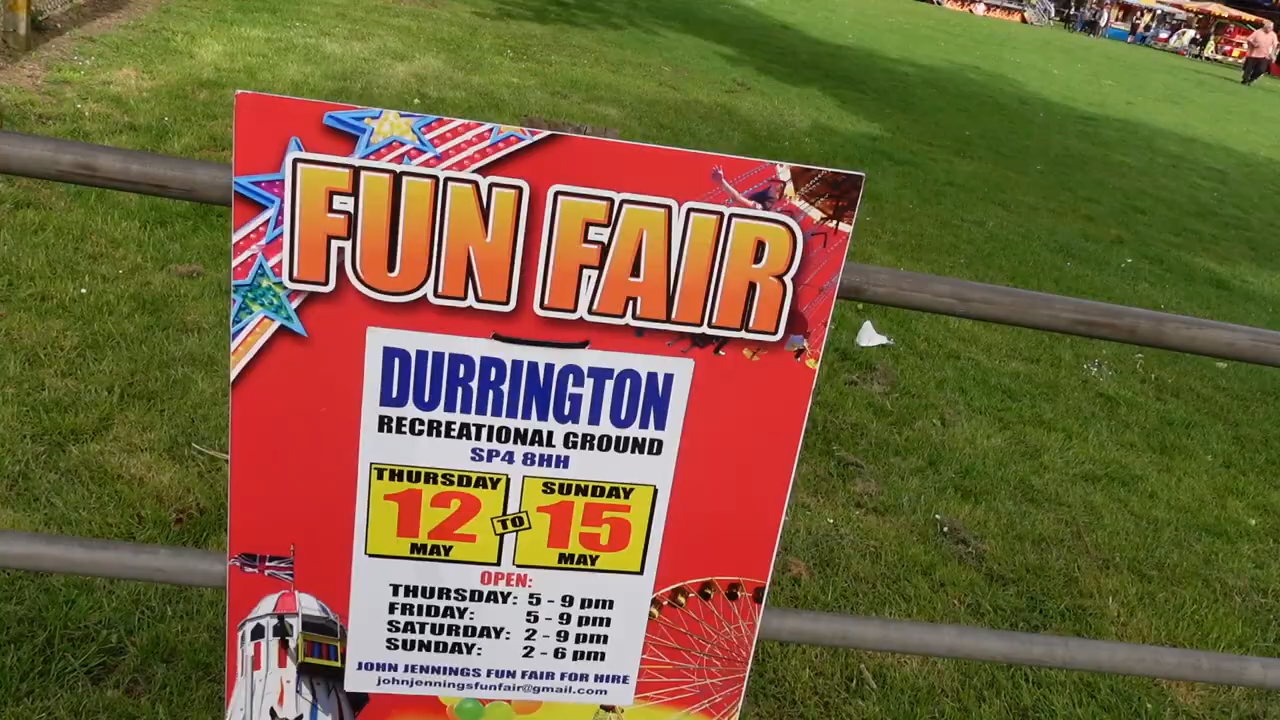 FUN FAIR
DURRINGTON
RECREATIONAL GROUND
SP4 8HH
THURSDAY
12
MAY
TO
SUNDAY
15
MAY
OPEN:
THURSDAY: 5 - 9 pm
FRIDAY: 5 - 9 pm
SATURDAY: 2 - 9 pm
SUNDAY: 2 - 6 pm
JOHN JENNINGS FUN FAIR FOR HIRE
johnjenningsfunfair@gmail.com